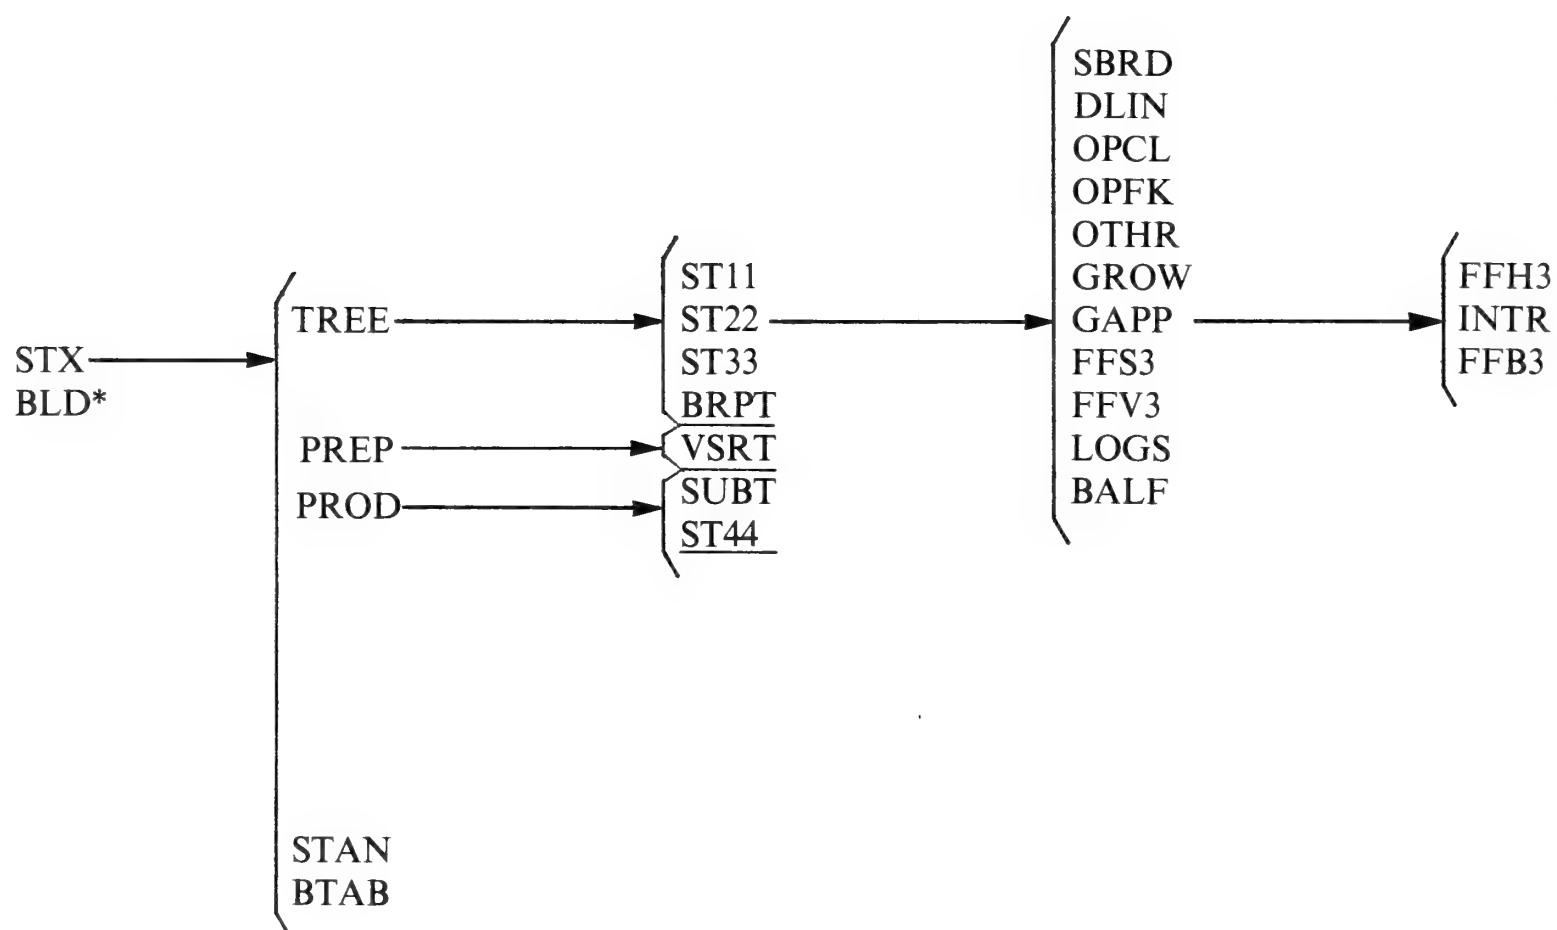 STX
BLD*
TREE
PREP
PROD
STAN
BTAB
ST11
ST22
ST33
BRPT
VSRT
SUBT
ST44
SBRD
DLIN
OPCL
OPFK
OTHR
GROW
GAPP
FFS3
FFV3
LOGS
BALF
FFH3
INTR
FFB3